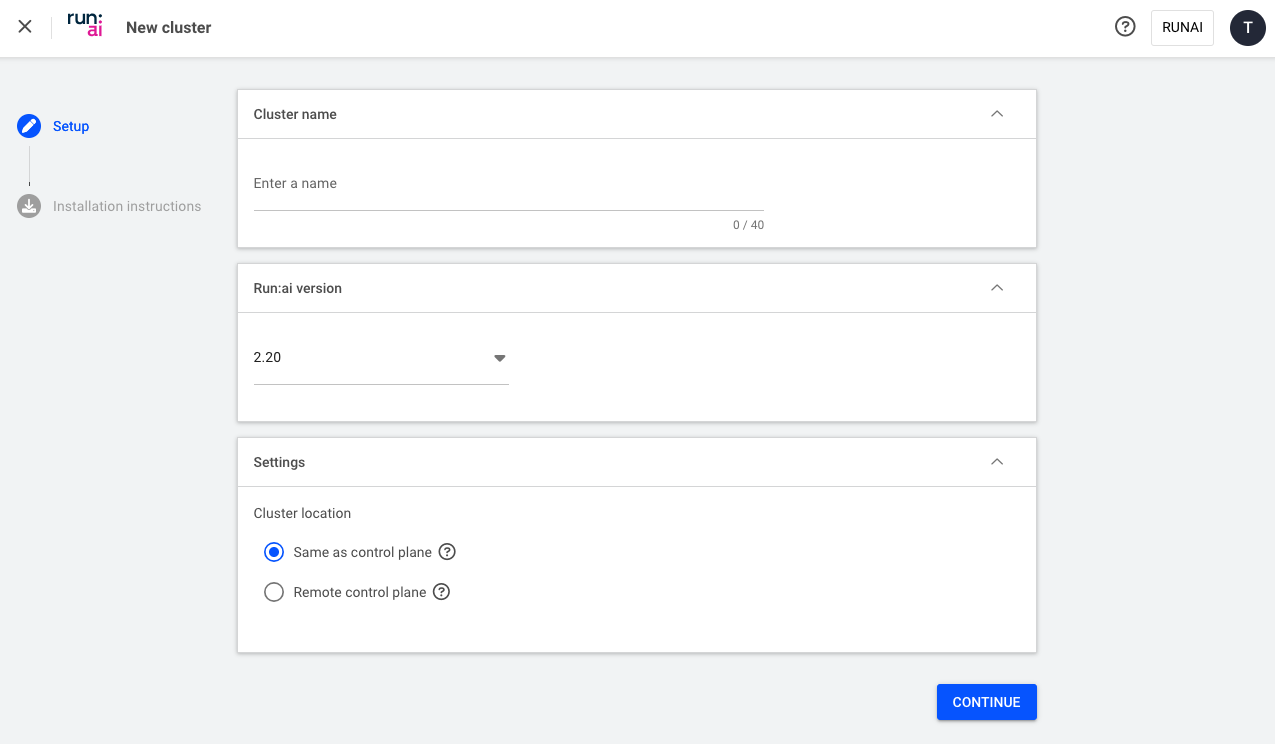 run:
ai
New cluster
RUNAI
T
Setup
Installation instructions
Cluster name
Enter a name
0 / 40
Run:ai version
2.20
Settings
Cluster location
Same as control plane
Remote control plane
CONTINUE